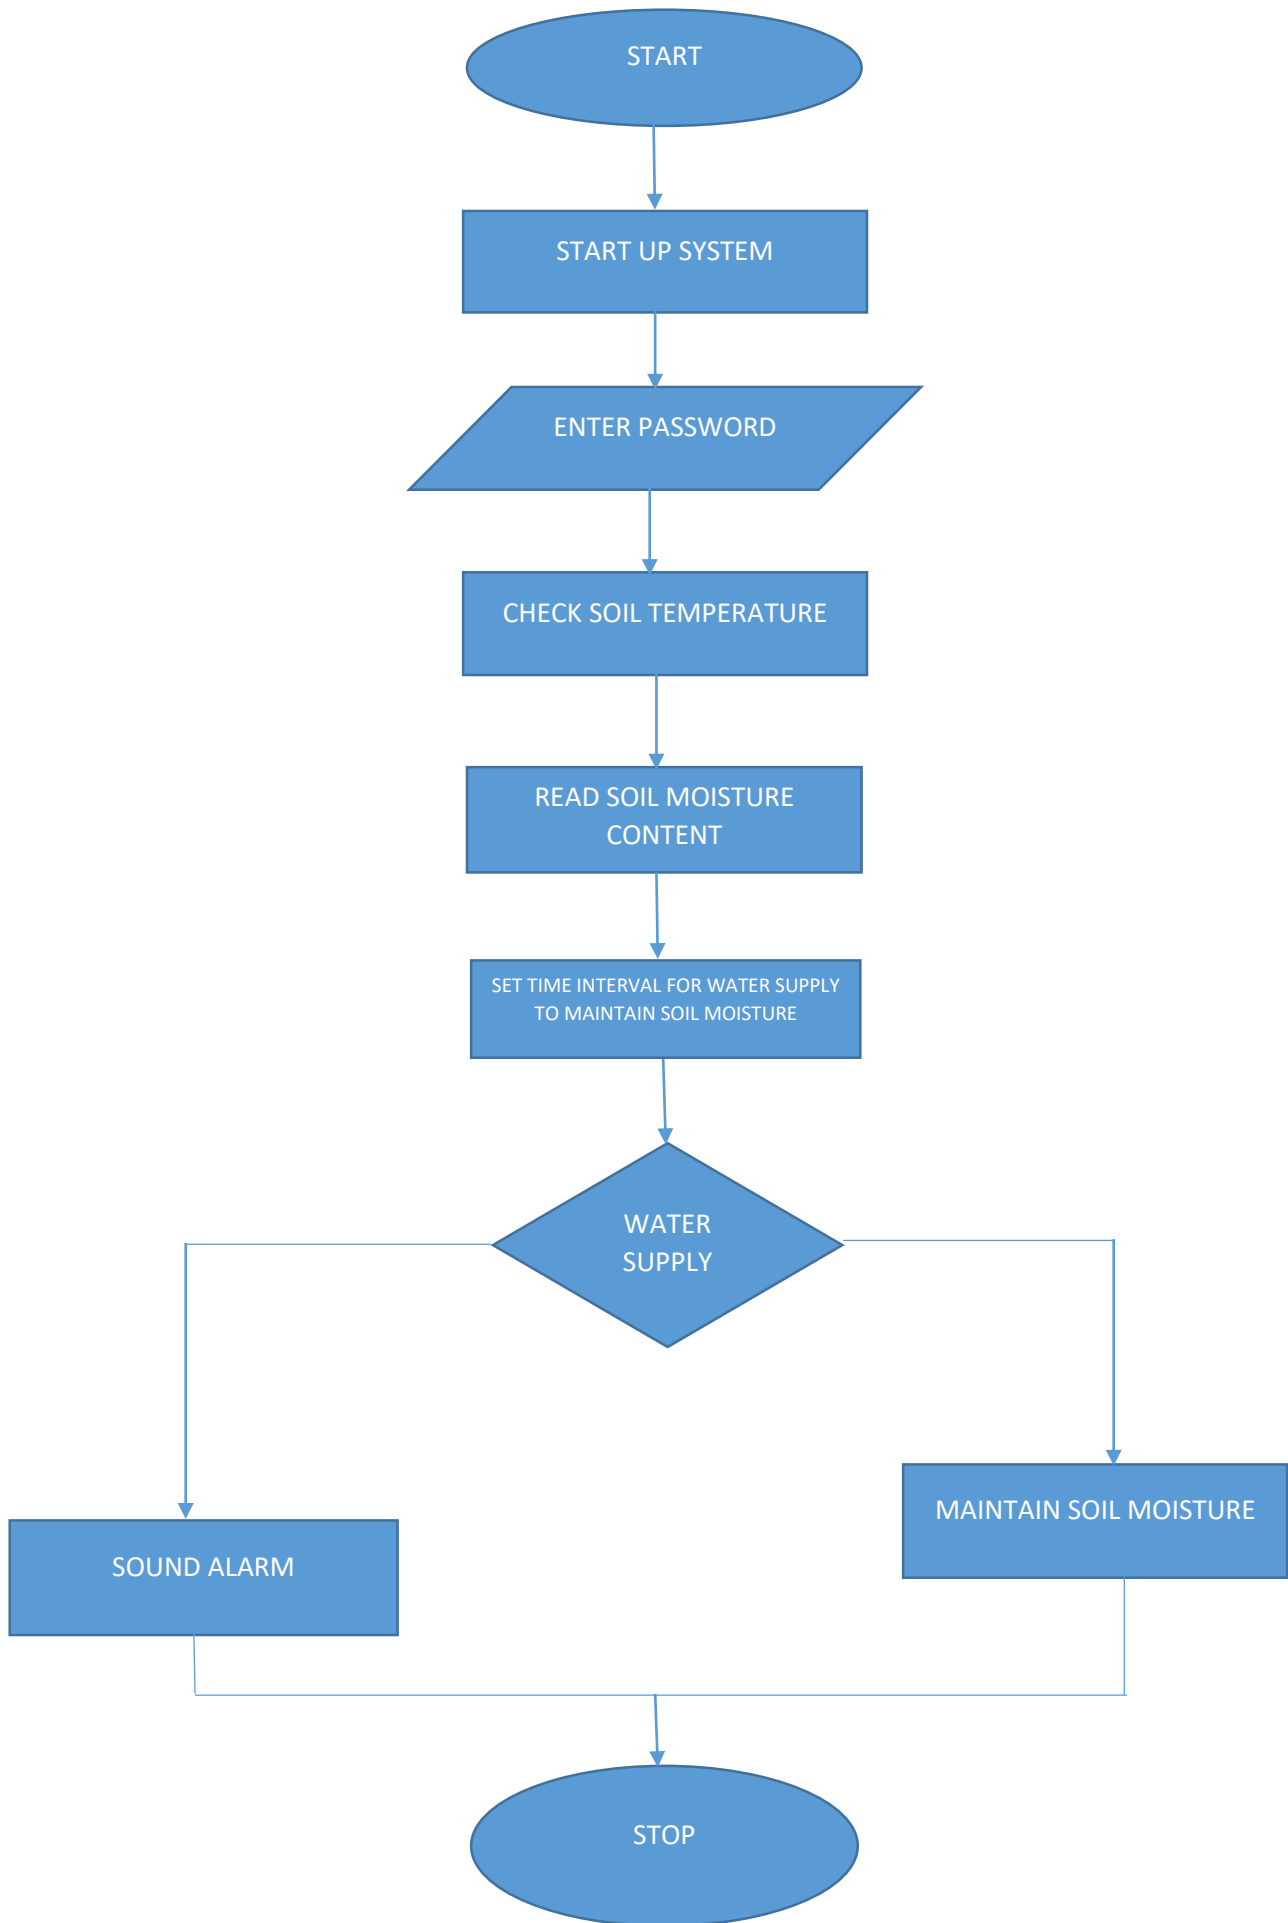 START
START UP SYSTEM
ENTER PASSWORD
CHECK SOIL TEMPERATURE
READ SOIL MOISTURE
CONTENT
SET TIME INTERVAL FOR WATER SUPPLY
TO MAINTAIN SOIL MOISTURE
WATER
SUPPLY
MAINTAIN SOIL MOISTURE
SOUND ALARM
STOP